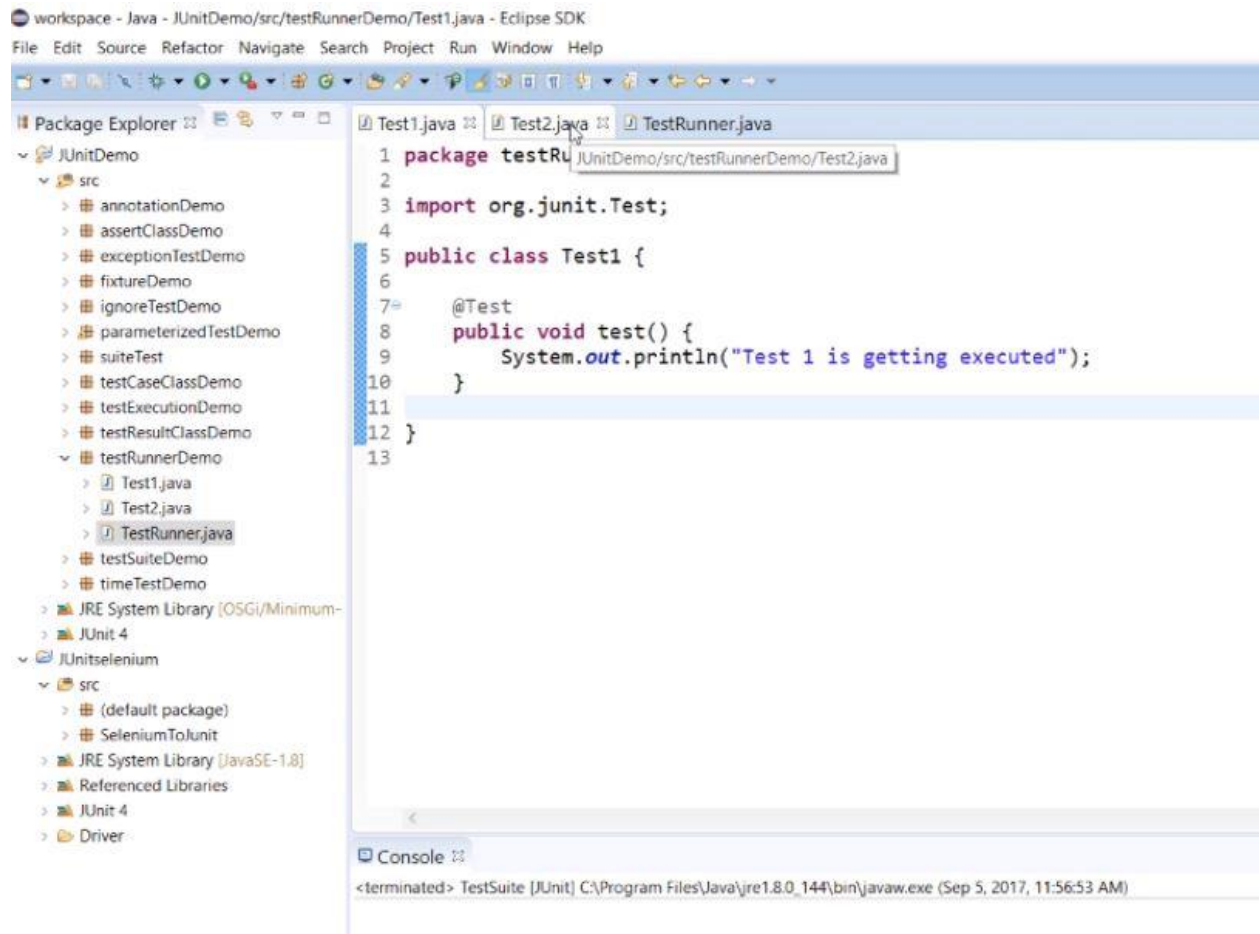 workspace - Java - JUnitDemo/src/testRunnerDemo/Test1.java - Eclipse SDK
File Edit Source Refactor Navigate Search Project Run Window Help
Package Explorer
JUnitDemo
src
annotationDemo
assertClassDemo
exceptionTestDemo
fixtureDemo
ignoreTestDemo
parameterizedTestDemo
suiteTest
testCaseClassDemo
testExecutionDemo
testResultClassDemo
testRunnerDemo
Test1.java
Test2.java
TestRunner.java
testSuiteDemo
timeTestDemo
JRE System Library [OSGi/Minimum-
JUnit 4
JUnitselenium
src
(default package)
SeleniumToJunit
JRE System Library [JavaSE-1.8]
Referenced Libraries
JUnit 4
Driver
Test1.java Test2.java TestRunner.java
1 package testRu
JUnitDemo/src/testRunnerDemo/Test2.java
2
3 import org.junit.Test;
4
5 public class Test1 {
6
7 @Test
8 public void test() {
9 System.out.println("Test 1 is getting executed");
10 }
11
12 }
13
Console
<terminated> TestSuite [JUnit] C:\Program Files\Java\jre1.8.0_144\bin\javaw.exe (Sep 5, 2017, 11:56:53 AM)